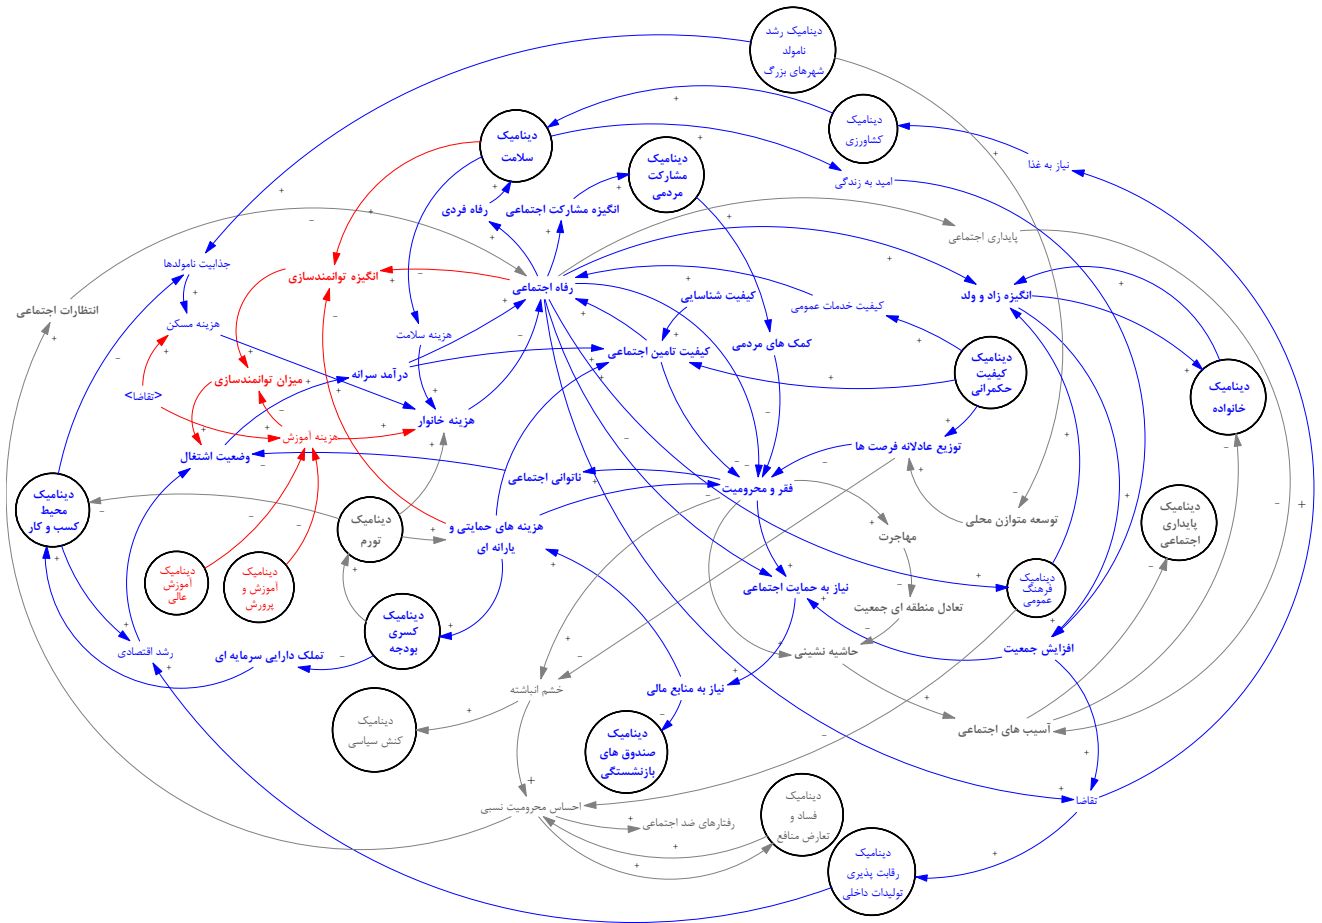 دینامیک رشد
نامولد
شهرهای بزرگ
دینامیک
کشاورزی
دینامیک
سلامت
دینامیک
مشارکت
مردمی
نیاز به غذا
امید به زندگی
رفاه فردی
انگیزه مشارکت اجتماعی
پایداری اجتماعی
جذابیت نامولدها
انگیزه توانمندسازی
رفاه اجتماعی
کیفیت شناسایی
کیفیت خدمات عمومی
انگیزه زاد و ولد
انتظارات اجتماعی
هزینه مسکن
هزینه سلامت
کیفیت تامین اجتماعی
کمک های مردمی
دینامیک
کیفیت
حکمرانی
دینامیک
خانواده
درآمد سرانه
میزان توانمندسازی
<تقاضا>
هزینه خانوار
هزینه آموزش
وضعیت اشتغال
توزیع عادلانه فرصت ها
ناتوانی اجتماعی
فقر و محرومیت
دینامیک
محیط
کسب و کار
دینامیک
تورم
هزینه های حمایتی و
یارانه ای
مهاجرت
توسعه متوازن محلی
دینامیک
پایداری
اجتماعی
دینامیک
آموزش
عالی
دینامیک
آموزش و
پرورش
نیاز به حمایت اجتماعی
تعادل منطقه ای جمعیت
دینامیک
فرهنگ
عمومی
دینامیک
کسری
بودجه
رشد اقتصادی
تملک دارایی سرمایه ای
حاشیه نشینی
افزایش جمعیت
خشم انباشته
نیاز به منابع مالی
آسیب های اجتماعی
دینامیک
کنش سیاسی
دینامیک
صندوق های
بازنشستگی
احساس محرومیت نسبی
رفتارهای ضد اجتماعی
دینامیک
فساد و
تعارض منافع
تقاضا
دینامیک
رقابت پذیری
تولیدات داخلی